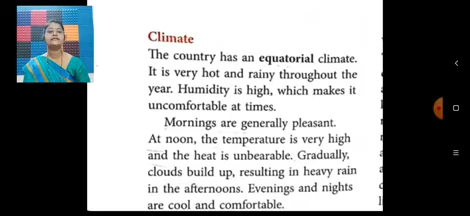 Climate
The country has an equatorial climate.
It is very hot and rainy throughout the
year. Humidity is high, which makes it
uncomfortable at times.
Mornings are generally pleasant.
At noon, the temperature is very high
and the heat is unbearable. Gradually,
clouds build up, resulting in heavy rain
in the afternoons. Evenings and nights
are cool and comfortable.